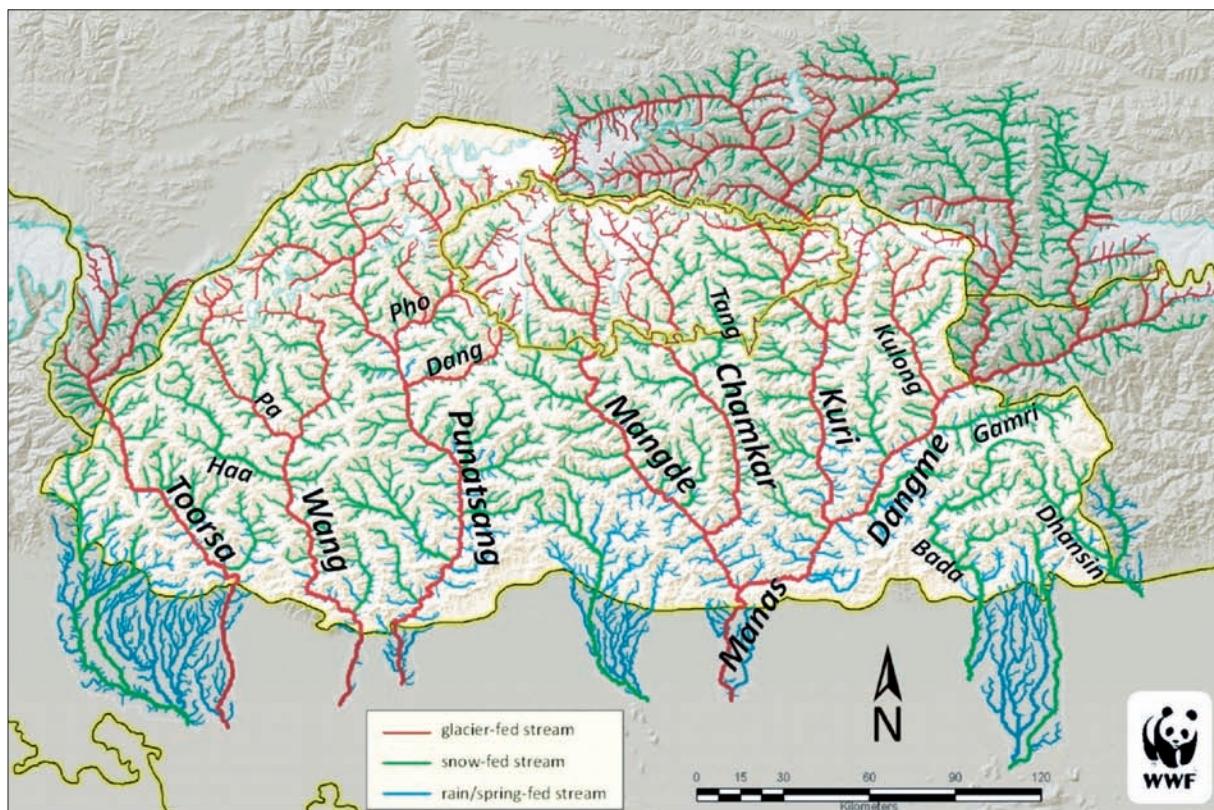 Pho
Dang
Tang
Kulong
Pa
Haa
Toorsa
Wang
Punatsang
Mangde
Chamkar
Kuri
Dangme
Gamri
Bada
Dhansin
Manas
N
glacier-fed stream
snow-fed stream
rain/spring-fed stream
0 15 30 60 90 120
Kilometers
WWF